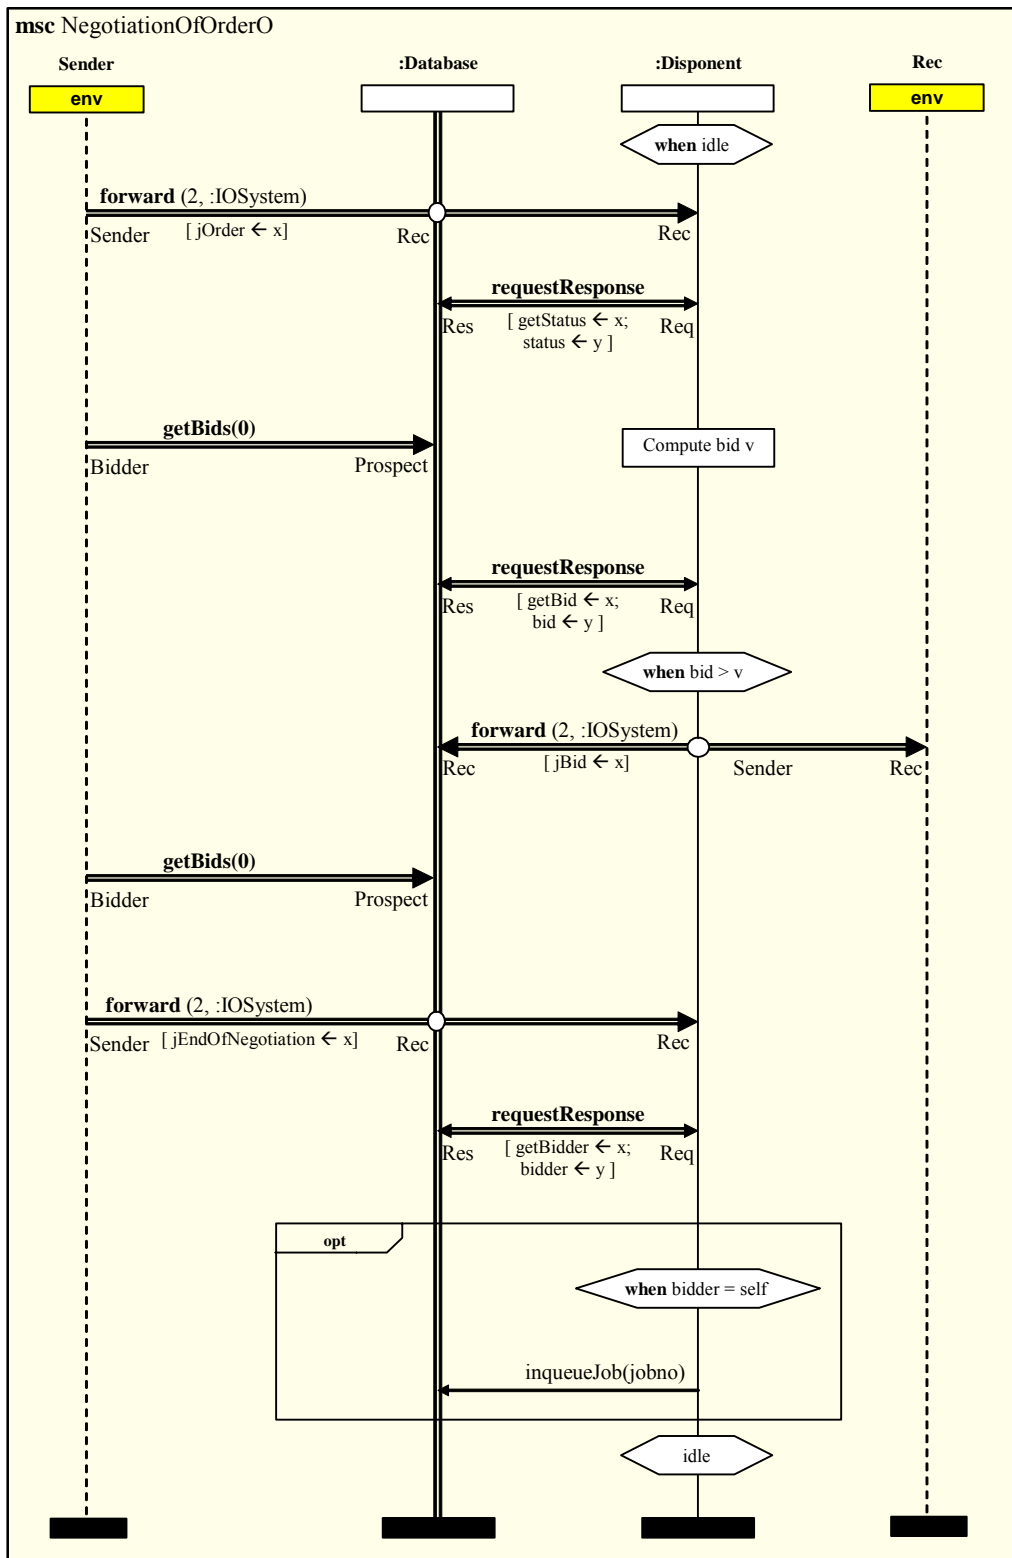 msc NegotiationOfOrderO
Sender :Database :Disponent Rec
env env
when idle
forward (2, :IOSystem)
Sender [ jOrder ← x] Rec Rec
requestResponse
Res [ getStatus ← x; Req
status ← y ]
getBids(0)
Compute bid v
Bidder Prospect
requestResponse
Res [ getBid ← x; Req
bid ← y ]
when bid > v
forward (2, :IOSystem)
Rec [ jBid ← x] Sender Rec
getBids(0)
Bidder Prospect
forward (2, :IOSystem)
Sender [ jEndOfNegotiation ← x] Rec Rec
requestResponse
Res [ getBidder ← x; Req
bidder ← y ]
opt
when bidder = self
inqueueJob(jobno)
idle